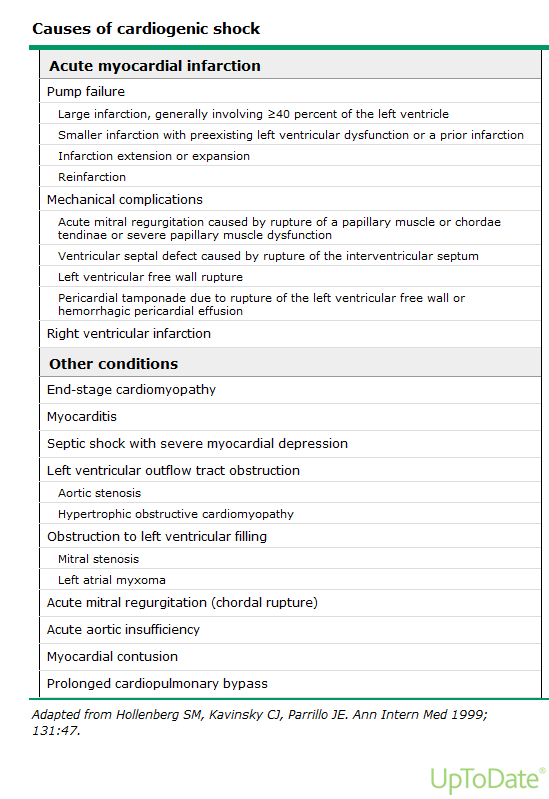 Causes of cardiogenic shock
Acute myocardial infarction
Pump failure
Large infarction, generally involving ≥40 percent of the left ventricle
Smaller infarction with preexisting left ventricular dysfunction or a prior infarction
Infarction extension or expansion
Reinfarction
Mechanical complications
Acute mitral regurgitation caused by rupture of a papillary muscle or chordae
tendinae or severe papillary muscle dysfunction
Ventricular septal defect caused by rupture of the interventricular septum
Left ventricular free wall rupture
Pericardial tamponade due to rupture of the left ventricular free wall or
hemorrhagic pericardial effusion
Right ventricular infarction
Other conditions
End-stage cardiomyopathy
Myocarditis
Septic shock with severe myocardial depression
Left ventricular outflow tract obstruction
Aortic stenosis
Hypertrophic obstructive cardiomyopathy
Obstruction to left ventricular filling
Mitral stenosis
Left atrial myxoma
Acute mitral regurgitation (chordal rupture)
Acute aortic insufficiency
Myocardial contusion
Prolonged cardiopulmonary bypass
Adapted from Hollenberg SM, Kavinsky CJ, Parrillo JE. Ann Intern Med 1999;
131:47.
UpToDate®